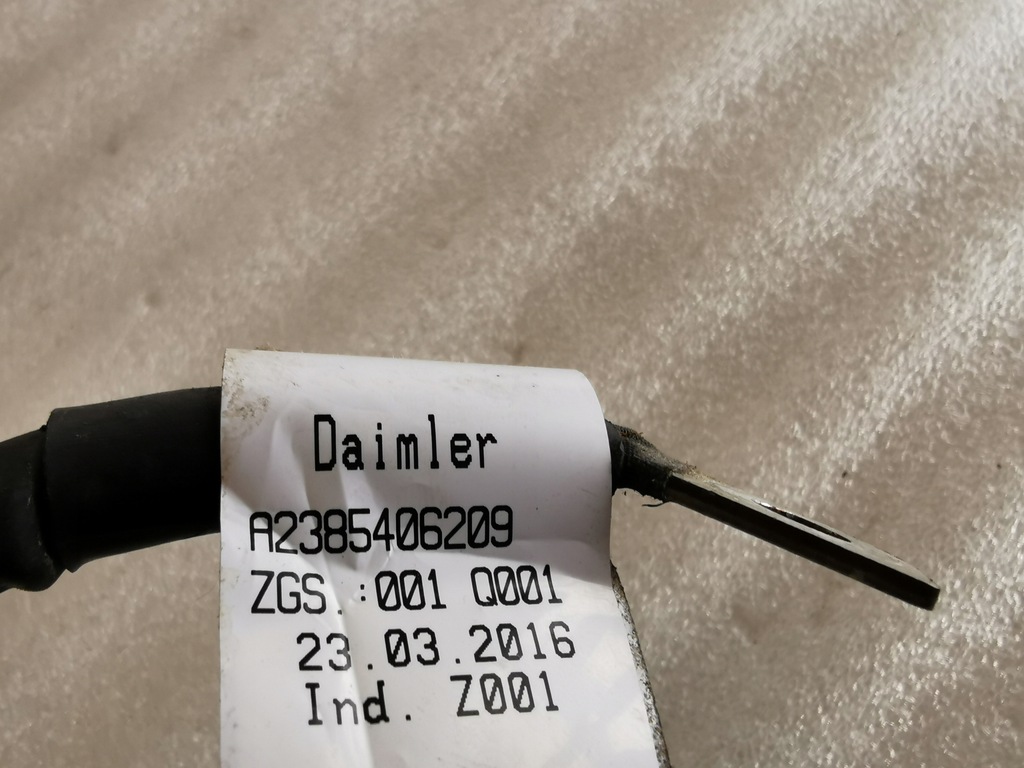 Daimler
A2385406209
ZGS.:001 Q001
23.03.2016
Ind. Z001